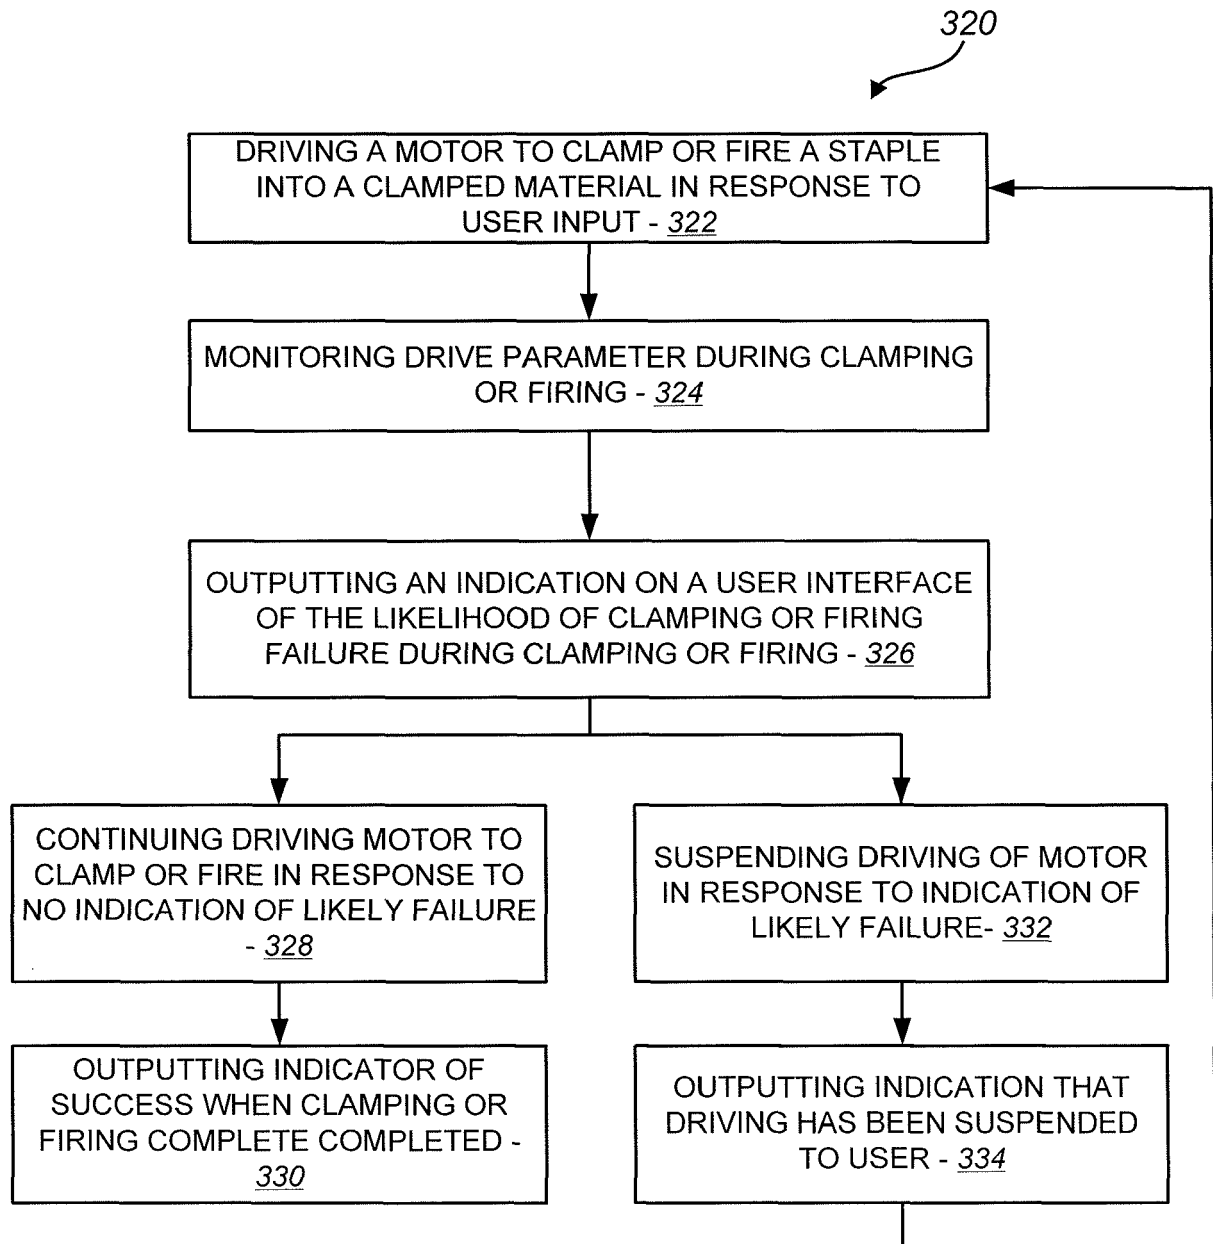 320
DRIVING A MOTOR TO CLAMP OR FIRE A STAPLE
INTO A CLAMPED MATERIAL IN RESPONSE TO
USER INPUT - 322
MONITORING DRIVE PARAMETER DURING CLAMPING
OR FIRING - 324
OUTPUTTING AN INDICATION ON A USER INTERFACE
OF THE LIKELIHOOD OF CLAMPING OR FIRING
FAILURE DURING CLAMPING OR FIRING - 326
CONTINUING DRIVING MOTOR TO
CLAMP OR FIRE IN RESPONSE TO
NO INDICATION OF LIKELY FAILURE
- 328
SUSPENDING DRIVING OF MOTOR
IN RESPONSE TO INDICATION OF
LIKELY FAILURE- 332
OUTPUTTING INDICATOR OF
SUCCESS WHEN CLAMPING OR
FIRING COMPLETE COMPLETED -
330
OUTPUTTING INDICATION THAT
DRIVING HAS BEEN SUSPENDED
TO USER - 334